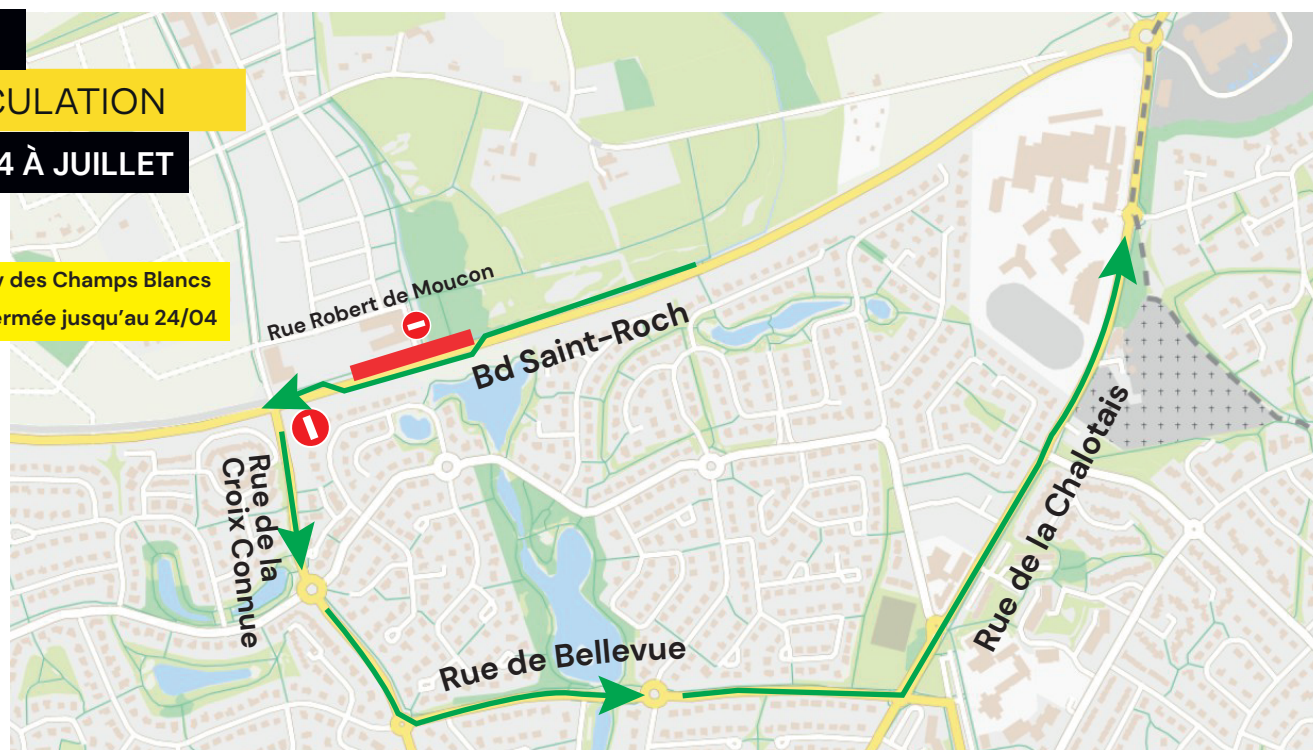 CULATION
4 À JUILLET
y des Champs Blancs
ermée jusqu'au 24/04
Rue Robert de Moucon
Bd Saint-Roch
Rue de la
Croix Connue
Rue de Bellevue
Rue de la Chalotais